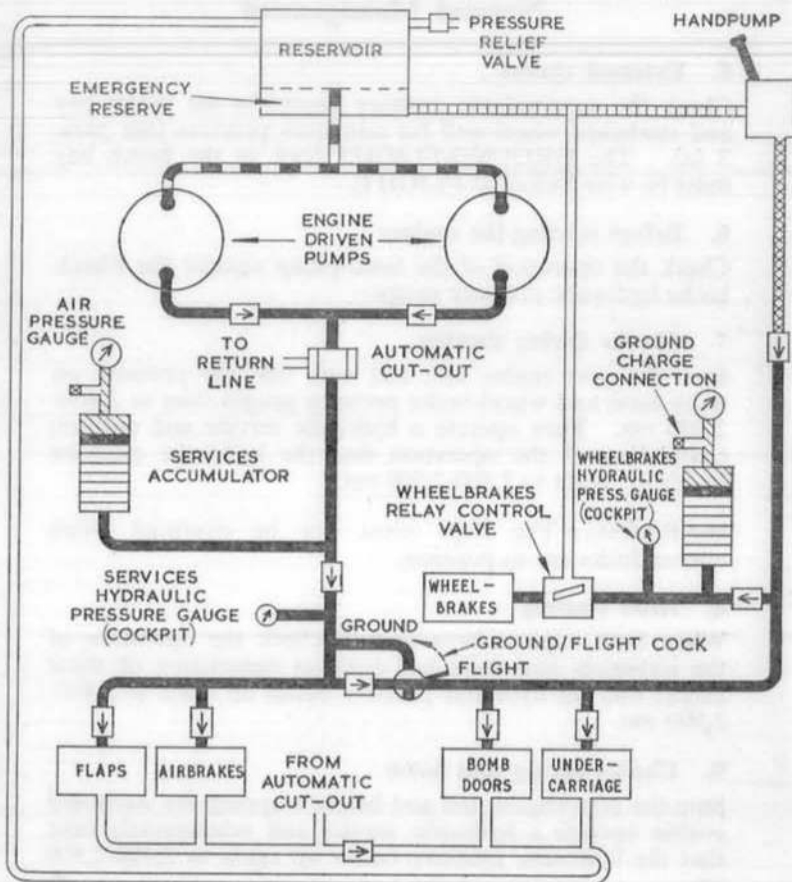 HANDPUMP
PRESSURE
RELIEF
VALVE
RESERVOIR
EMERGENCY
RESERVE
ENGINE
DRIVEN
PUMPS
AIR
PRESSURE
GAUGE
TO
RETURN
LINE
AUTOMATIC
CUT-OUT
GROUND
CHARGE
CONNECTION
SERVICES
ACCUMULATOR
WHEELBRAKES
HYDRAULIC
PRESS. GAUGE
(COCKPIT)
WHEELBRAKES
RELAY CONTROL
VALVE
SERVICES
HYDRAULIC
PRESSURE GAUGE
(COCKPIT)
WHEEL-
BRAKES
GROUND
GROUND/FLIGHT COCK
FLIGHT
FLAPS
AIRBRAKES
FROM
AUTOMATIC
CUT-OUT
BOMB
DOORS
UNDER-
CARRIAGE